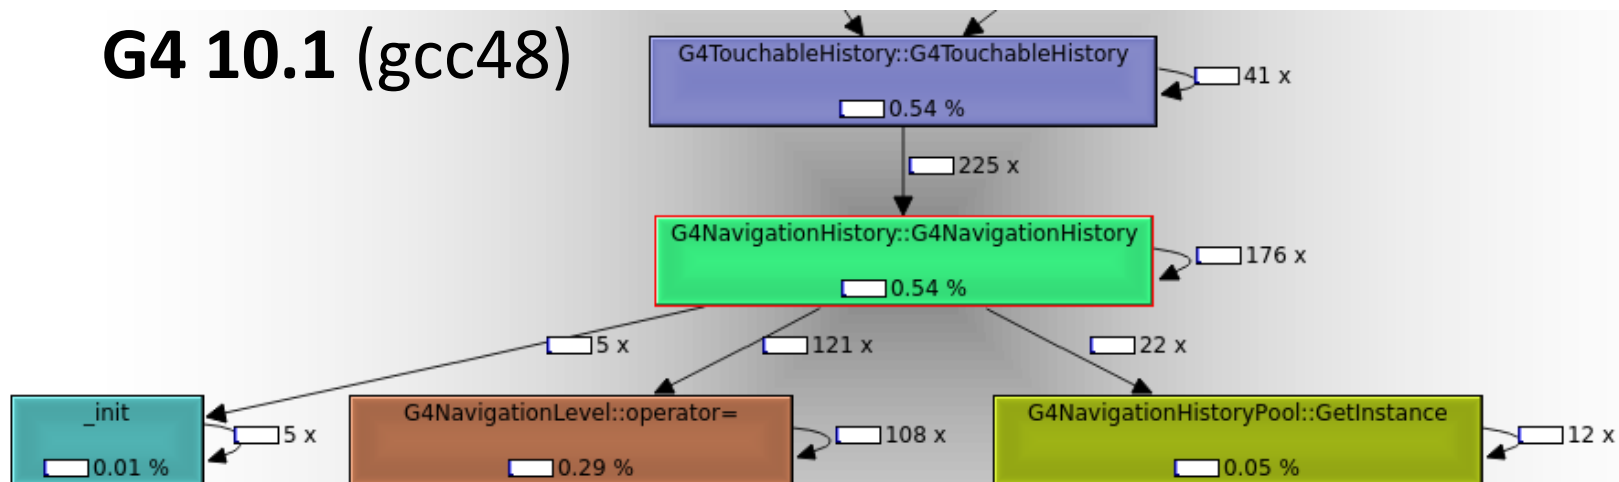 G4 10.1 (gcc48)
G4TouchableHistory::G4TouchableHistory
0.54 %
41 x
225 x
G4NavigationHistory::G4NavigationHistory
0.54 %
176 x
5 x
121 x
22 x
_init
0.01 %
5 x
G4NavigationLevel::operator=
0.29 %
108 x
G4NavigationHistoryPool::GetInstance
0.05 %
12 x